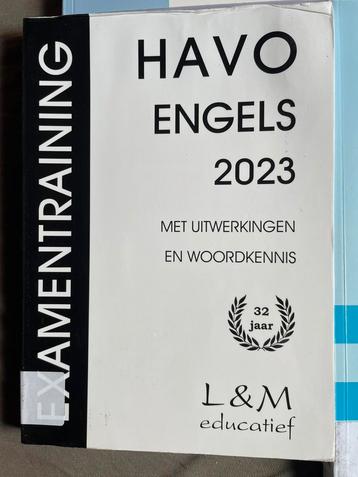 EXAMENTRAINING
HAVO
ENGELS
2023
MET UITWERKINGEN
EN WOORDKENNIS
32
jaar
L&M
educatief